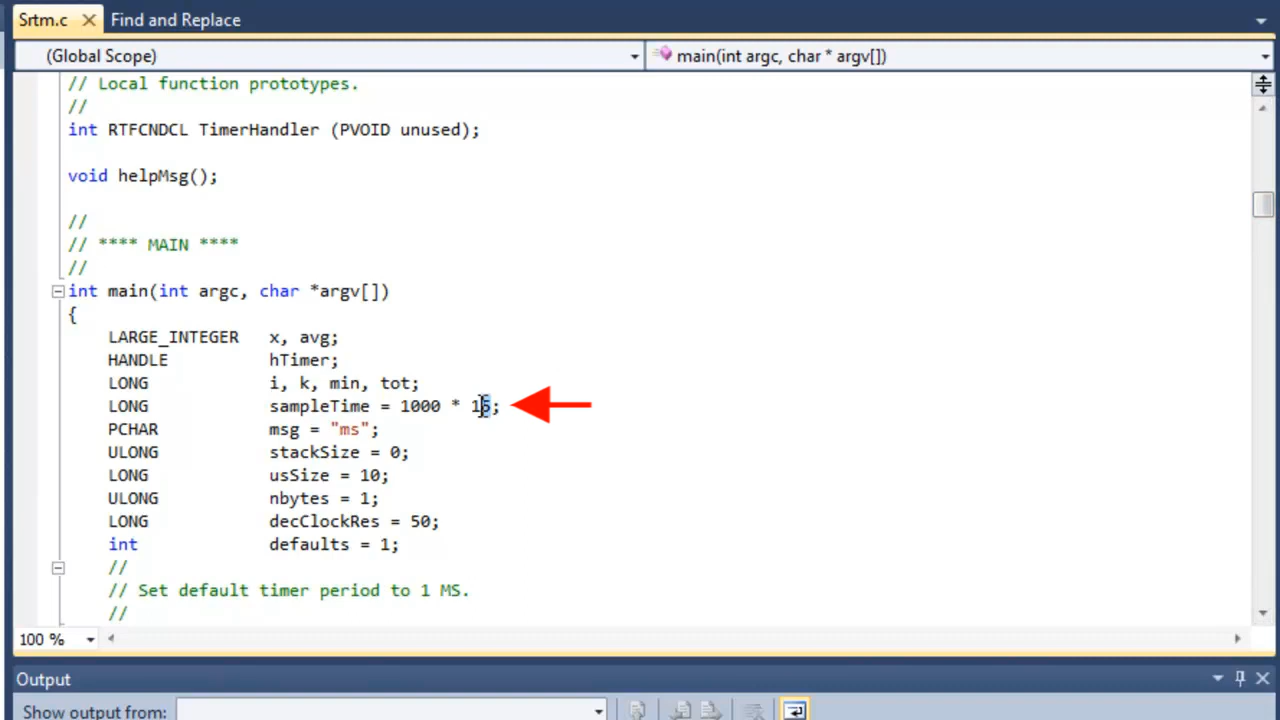 Srtm.c Find and Replace
(Global Scope) main(int argc, char * argv[])
// Local function prototypes.
//
int RTFCNDCL TimerHandler (PVOID unused);
void helpMsg();
//
// **** MAIN ****
//
int main(int argc, char *argv[])
{
LARGE_INTEGER x, avg;
HANDLE hTimer;
LONG i, k, min, tot;
LONG sampleTime = 1000 * 15;
PCHAR msg = "ms";
ULONG stackSize = 0;
LONG usSize = 10;
ULONG nbytes = 1;
LONG decClockRes = 50;
int defaults = 1;
//
// Set default timer period to 1 MS.
//
100 %
Output
Show output from: